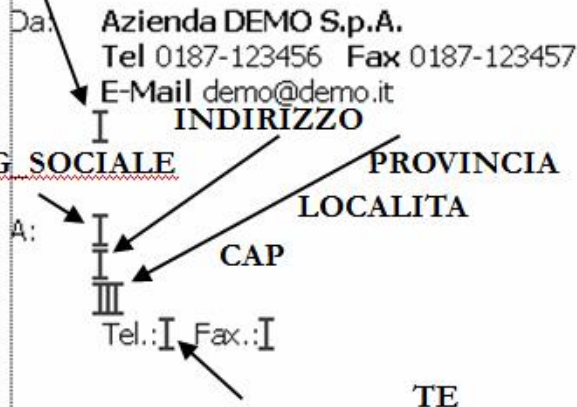 Da: Azienda DEMO S.p.A.
Tel 0187-123456 Fax 0187-123457
E-Mail demo@demo.it
INDIRIZZO
G_SOCIALE
PROVINCIA
LOCALITA
A:
CAP
Tel.: Fax.:
TE